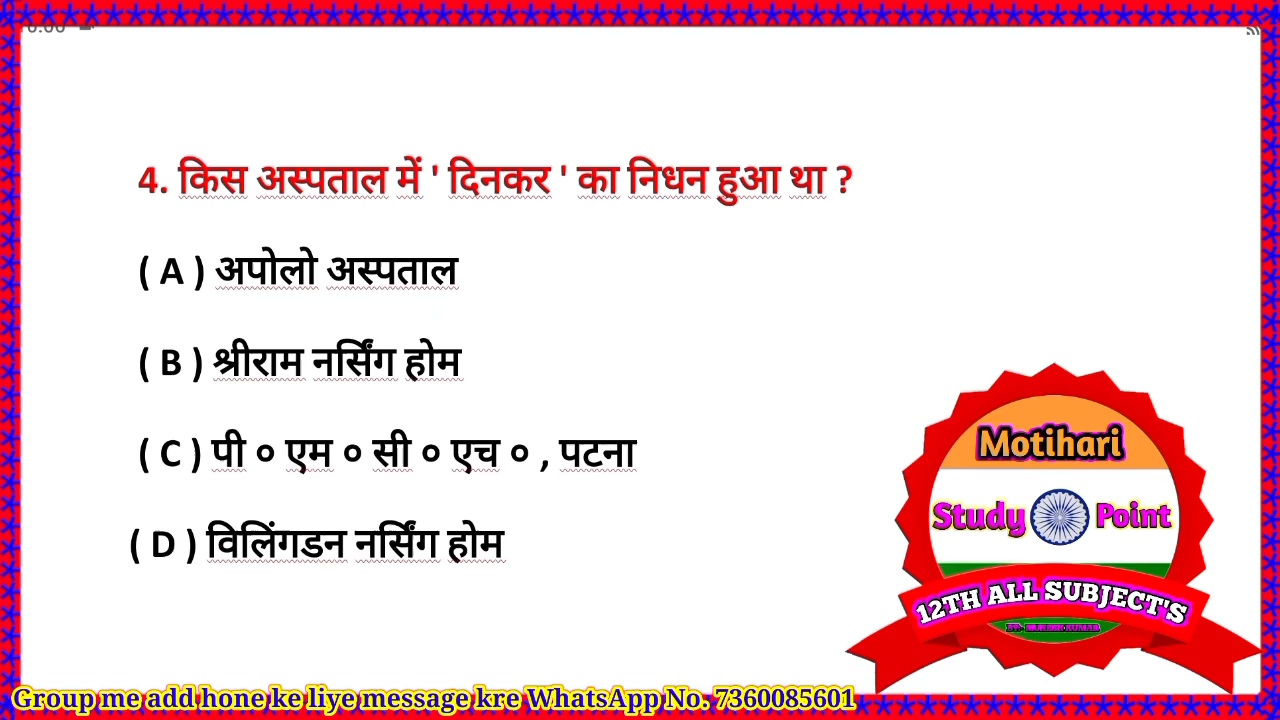 4. किस अस्पताल में ' दिनकर ' का निधन हुआ था ?
( A ) अपोलो अस्पताल
( B ) श्रीराम नर्सिंग होम
( C ) पी ० एम ० सी ० एच ० , पटना
( D ) विलिंगडन नर्सिंग होम
Motihari
Study Point
12TH ALL SUBJECT'S
Group me add hone ke liye message kre WhatsApp No. 7360085601